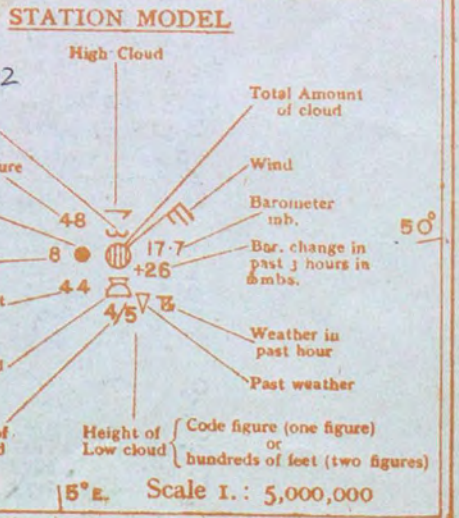 STATION MODEL
High Cloud
2
Total Amount
of cloud
ure
Wind
48
Barometer
mb.
50°
8
17·7
Bar. change in
past 3 hours in
mbs.
+26
t
44
4/5
Weather in
past hour
Past weather
Height of
Low cloud
Code figure (one figure)
or
hundreds of feet (two figures)
5°E.
Scale 1. : 5,000,000